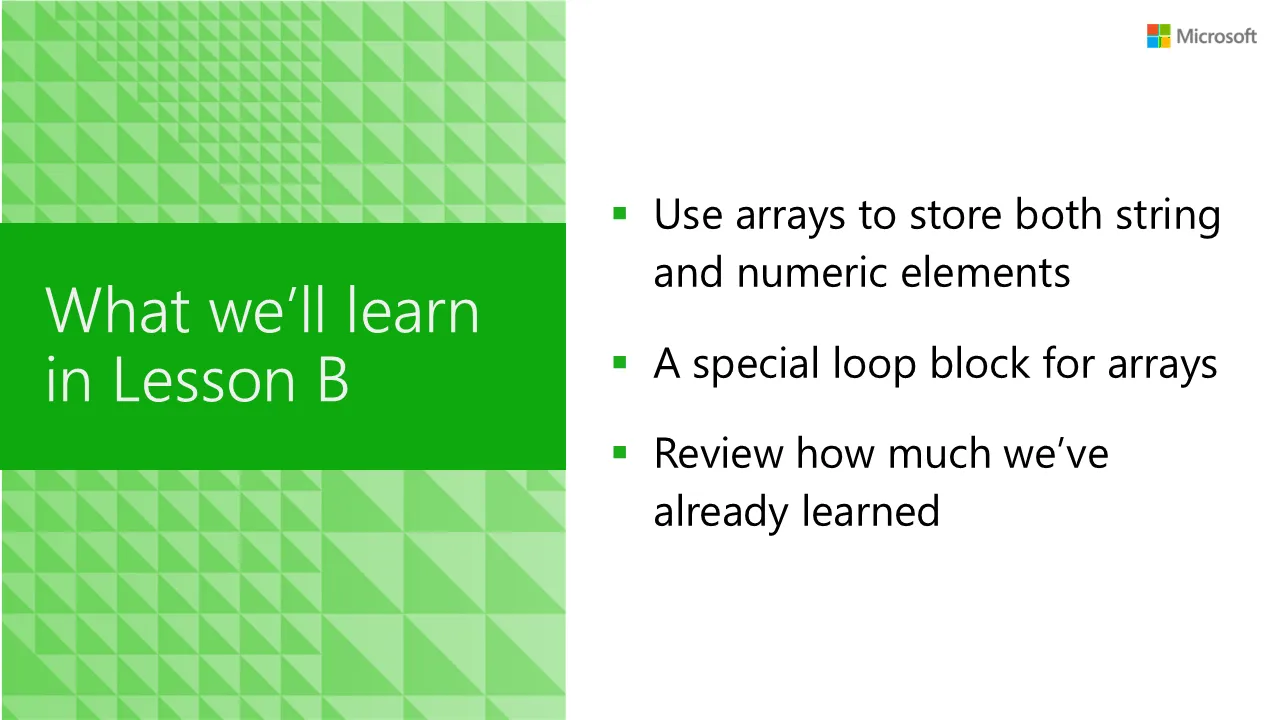 Microsoft
What we’ll learn
in Lesson B
Use arrays to store both string
and numeric elements
A special loop block for arrays
Review how much we’ve
already learned